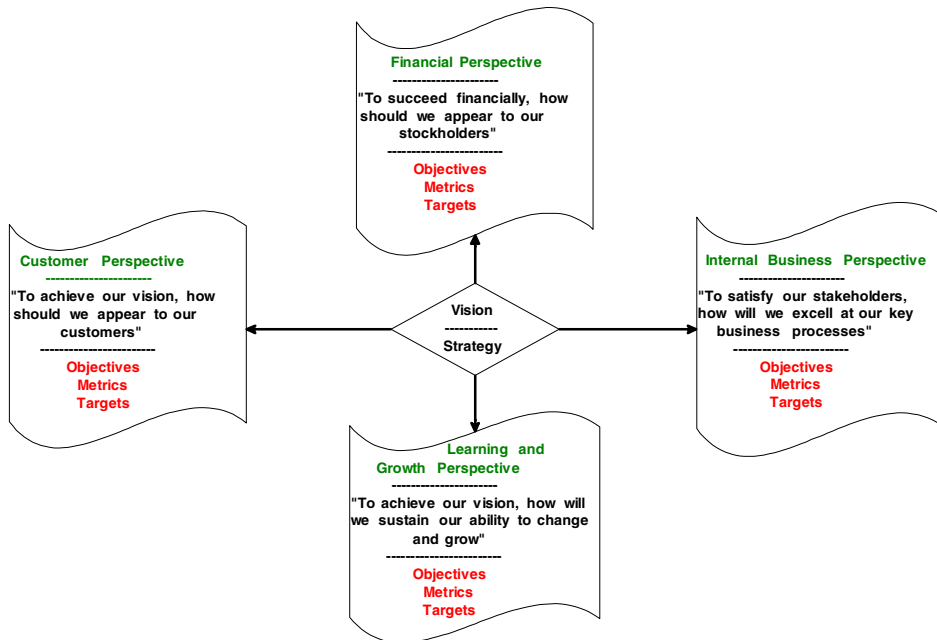 Financial Perspective
----------------------
"To succeed financially, how
should we appear to our
stockholders"
------------------------
Objectives
Metrics
Targets
Customer Perspective
----------------------
"To achieve our vision, how
should we appear to our
customers"
------------------------
Objectives
Metrics
Targets
Vision
-----------
Strategy
Internal Business Perspective
----------------------
"To satisfy our stakeholders,
how will we excell at our key
business processes"
------------------------
Objectives
Metrics
Targets
Learning and
Growth Perspective
----------------------
"To achieve our vision, how will
we sustain our ability to change
and grow"
------------------------
Objectives
Metrics
Targets